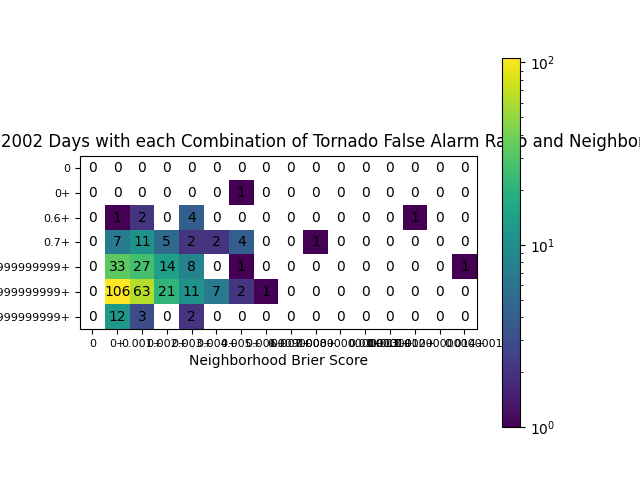 2002 Days with each Combination of Tornado False Alarm Ratio and Neighbor
0 0 0 0 0 0 0 0 0 0 0 0 0 0 0 0 0
0+ 0 0 0 0 0 0 1 0 0 0 0 0 0 0 0 0
0.6+ 0 1 2 0 4 0 0 0 0 0 0 0 0 1 0 0
0.7+ 0 7 11 5 2 2 4 0 0 1 0 0 0 0 0 0
999999999+ 0 33 27 14 8 0 1 0 0 0 0 0 0 0 0 1
999999999+ 0 106 63 21 11 7 2 1 0 0 0 0 0 0 0 0
999999999+ 0 12 3 0 2 0 0 0 0 0 0 0 0 0 0 0
0 0+ 0.001+ 0.002+
Neighborhood Brier Score
10²
10¹
10⁰